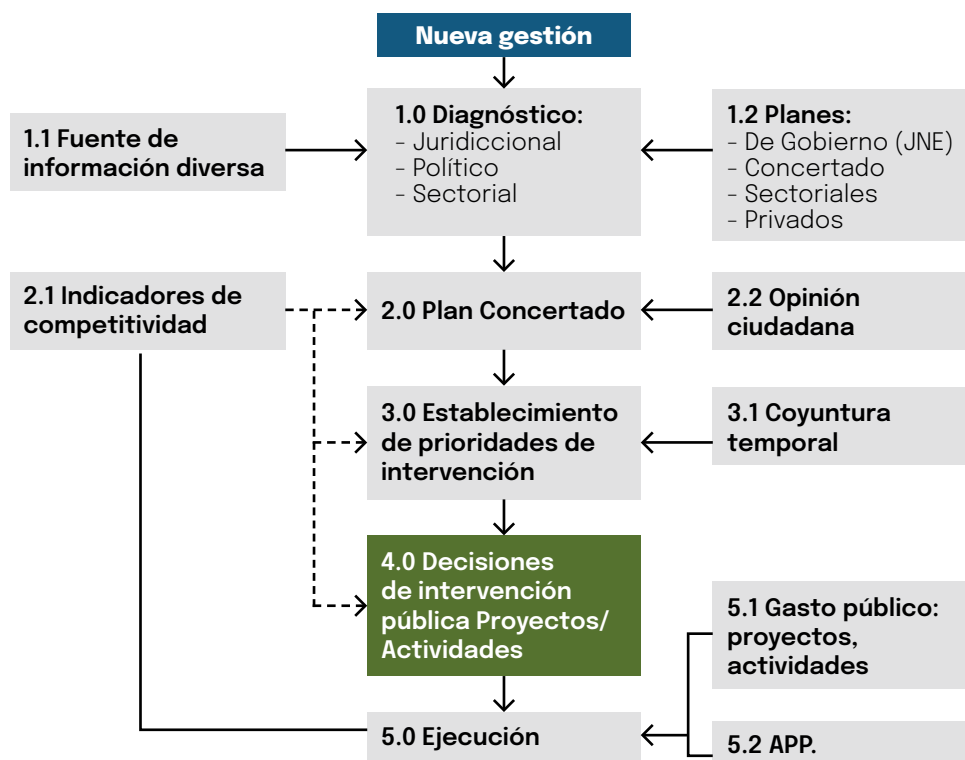 Nueva gestión
1.1 Fuente de
información diversa
1.0 Diagnóstico:
- Juridiccional
- Político
- Sectorial
1.2 Planes:
- De Gobierno (JNE)
- Concertado
- Sectoriales
- Privados
2.1 Indicadores de
competitividad
2.0 Plan Concertado
2.2 Opinión
ciudadana
3.0 Establecimiento
de prioridades de
intervención
3.1 Coyuntura
temporal
4.0 Decisiones
de intervención
pública Proyectos/
Actividades
5.1 Gasto público:
proyectos,
actividades
5.0 Ejecución
5.2 APP.